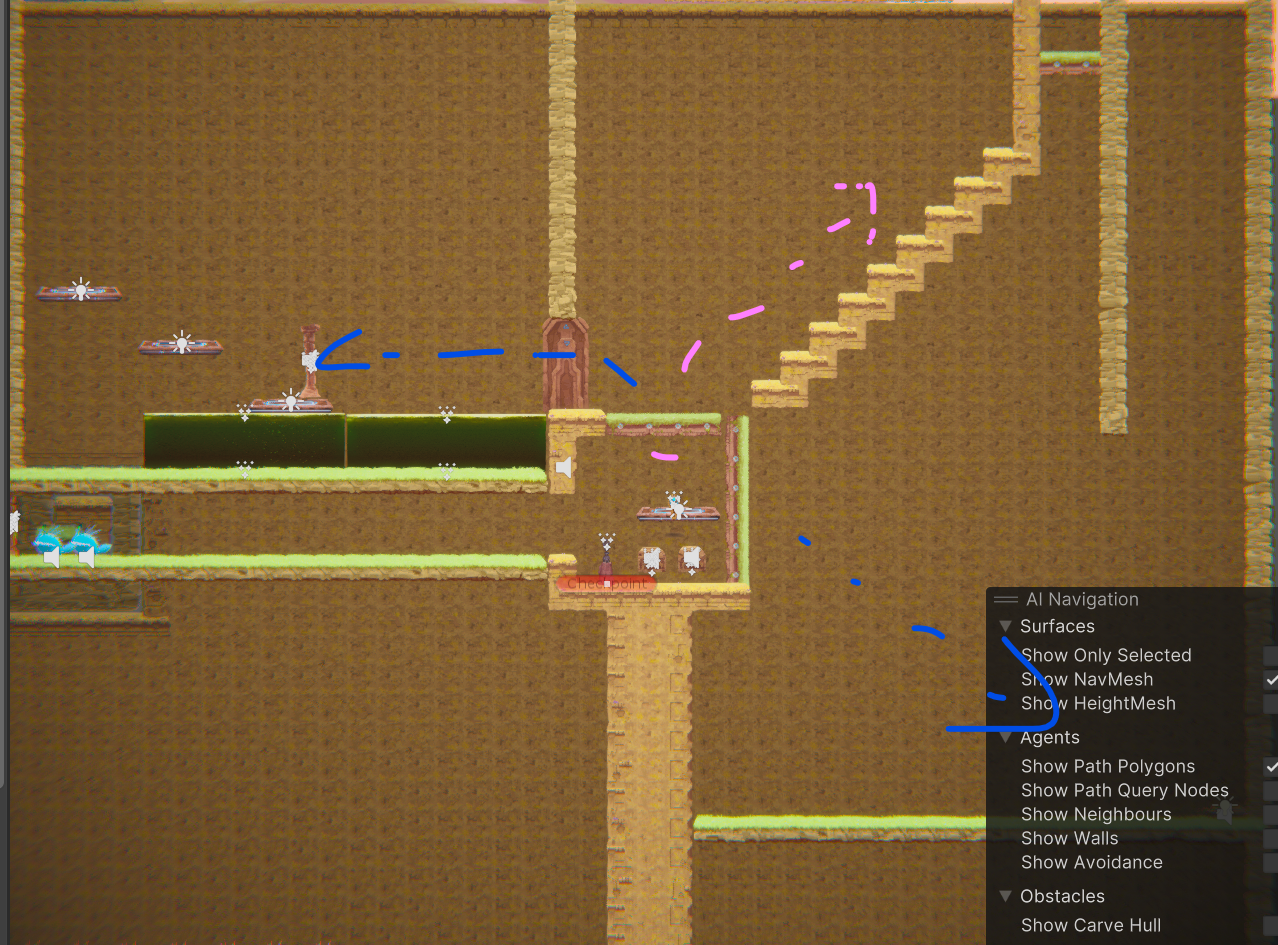 Checkpoint
AI Navigation
Surfaces
Show Only Selected
Show NavMesh
Show HeightMesh
Agents
Show Path Polygons
Show Path Query Nodes
Show Neighbours
Show Walls
Show Avoidance
Obstacles
Show Carve Hull